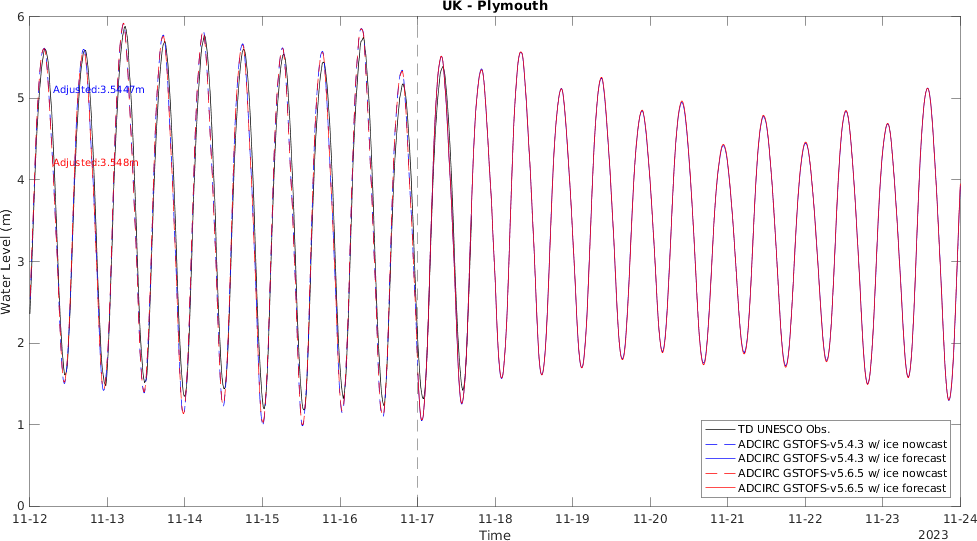 UK - Plymouth
6
Adjusted:3.5447m
5
Adjusted:3.548m
4
Water Level (m)
3
2
1
TD UNESCO Obs.
ADCIRC GSTOFS-v5.4.3 w/ ice nowcast
ADCIRC GSTOFS-v5.4.3 w/ ice forecast
ADCIRC GSTOFS-v5.6.5 w/ ice nowcast
ADCIRC GSTOFS-v5.6.5 w/ ice forecast
0
11-12 11-13 11-14 11-15 11-16 11-17 11-18 11-19 11-20 11-21 11-22 11-23 11-24
Time
2023